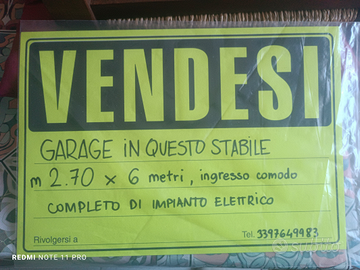 VENDESI
GARAGE IN QUESTO STABILE
m 2.70 x 6 metri, ingresso comodo
COMPLETO DI IMPIANTO ELETTRICO
Rivolgersi a
Tel. 3397649983
REDMI NOTE 11 PRO